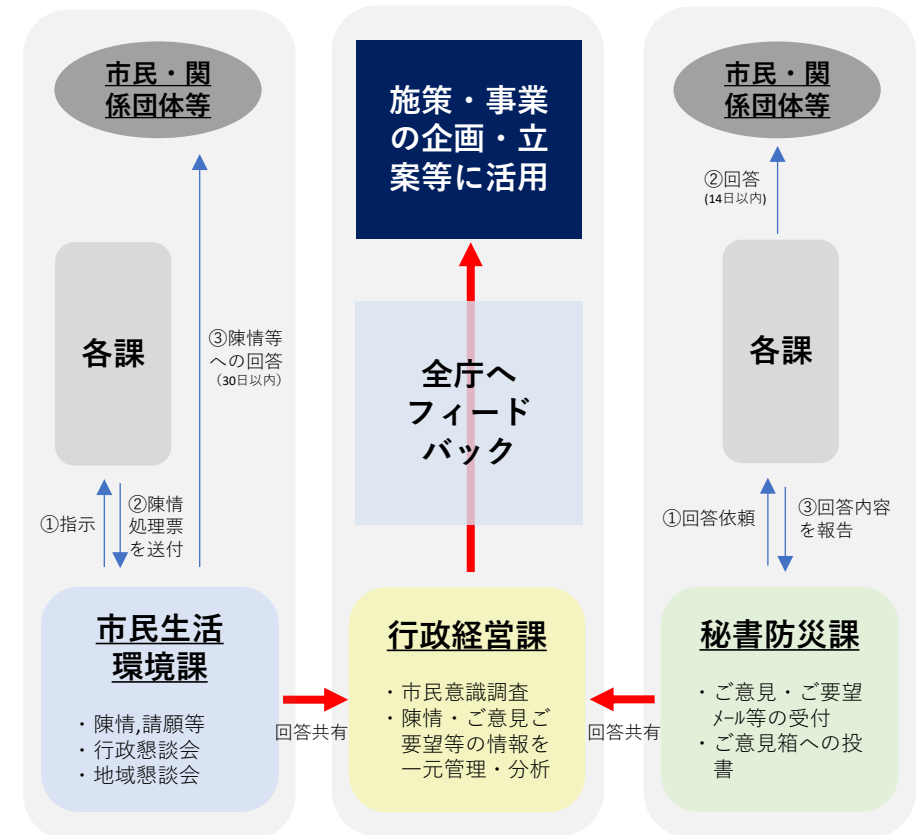 市民・関
係団体等
各課
①指示
②陳情
処理票
を送付
③陳情等
への回答
（30日以内）
市民生活
環境課
・陳情,請願等
・行政懇談会
・地域懇談会
回答共有
施策・事業
の企画・立
案等に活用
全庁へ
フィード
バック
行政経営課
・市民意識調査
・陳情・ご意見ご
要望等の情報を
一元管理・分析
回答共有
市民・関
係団体等
②回答
(14日以内)
各課
①回答依頼
③回答内容
を報告
秘書防災課
・ご意見・ご要望
メール等の受付
・ご意見箱への投
書